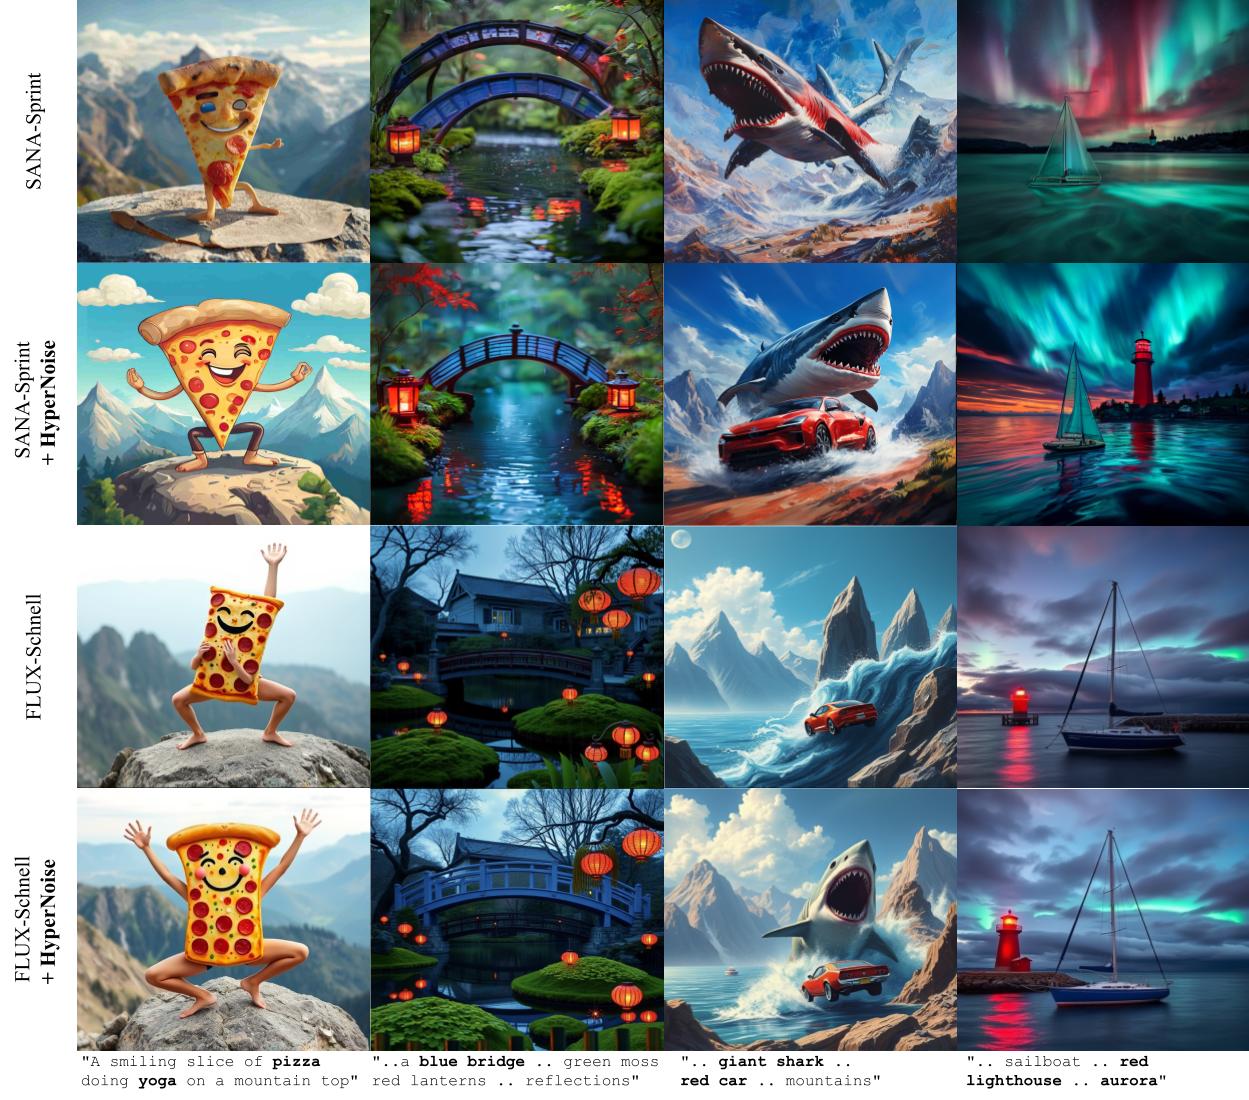 SANA-Sprint
SANA-Sprint
+ HyperNoise
FLUX-Schnell
FLUX-Schnell
+ HyperNoise
"A smiling slice of pizza
doing yoga on a mountain top"
"..a blue bridge .. green moss
red lanterns .. reflections"
".. giant shark ..
red car .. mountains"
".. sailboat .. red
lighthouse .. aurora"